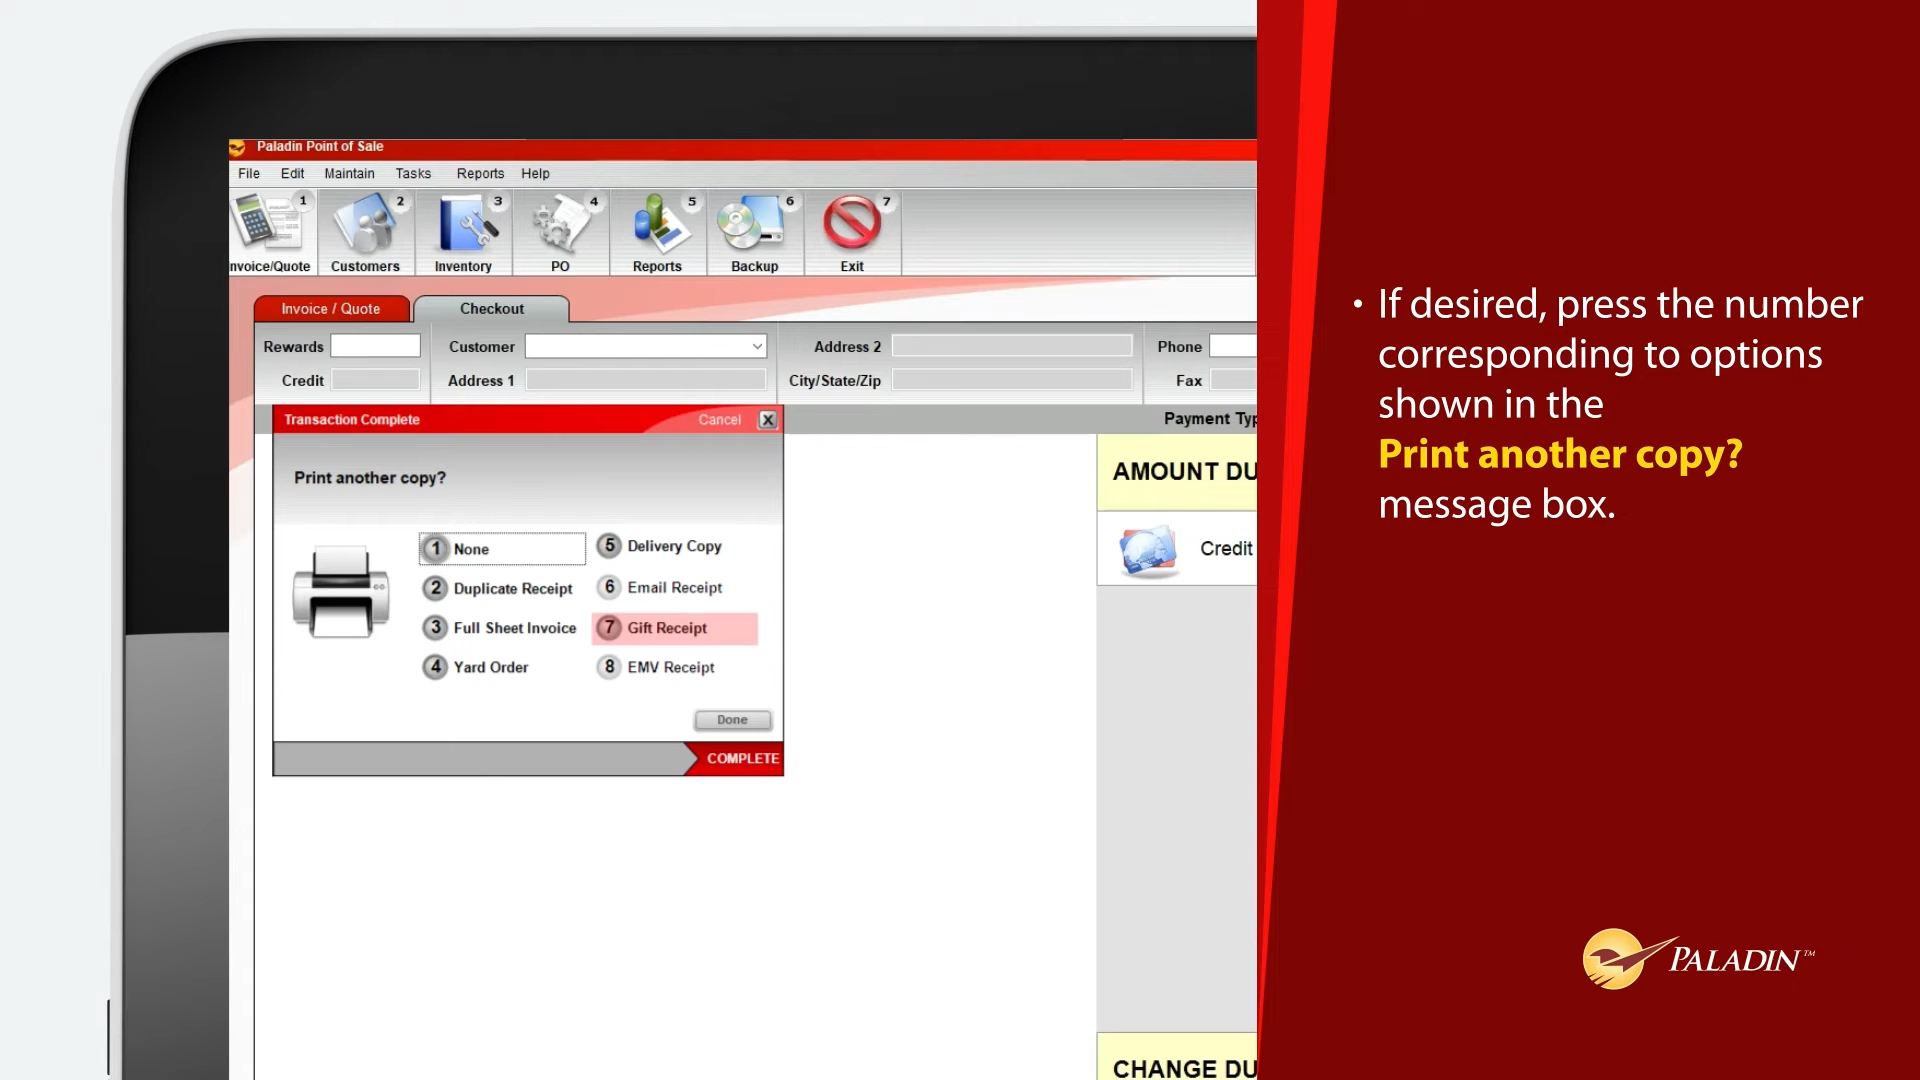 Paladin Point of Sale
File Edit Maintain Tasks Reports Help
1 2 3 4 5 6 7
nvoice/Quote Customers Inventory PO Reports Backup Exit
Invoice / Quote Checkout
Rewards Customer Address 2 Phone
Credit Address 1 City/State/Zip Fax
Transaction Complete Cancel X
Payment Typ
Print another copy?
AMOUNT DU
1 None 5 Delivery Copy
Credit
2 Duplicate Receipt 6 Email Receipt
3 Full Sheet Invoice 7 Gift Receipt
4 Yard Order 8 EMV Receipt
Done
COMPLETE
CHANGE DU
• If desired, press the number
corresponding to options
shown in the
Print another copy?
message box.
PALADIN™